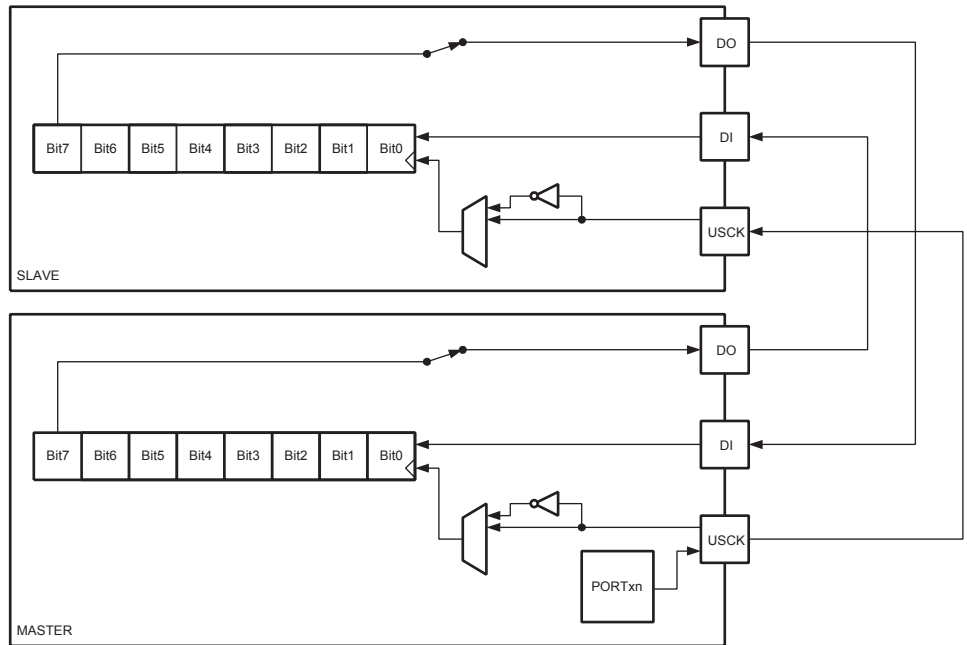 DO
Bit7 Bit6 Bit5 Bit4 Bit3 Bit2 Bit1 Bit0
DI
USCK
SLAVE
DO
Bit7 Bit6 Bit5 Bit4 Bit3 Bit2 Bit1 Bit0
DI
USCK
PORTxn
MASTER